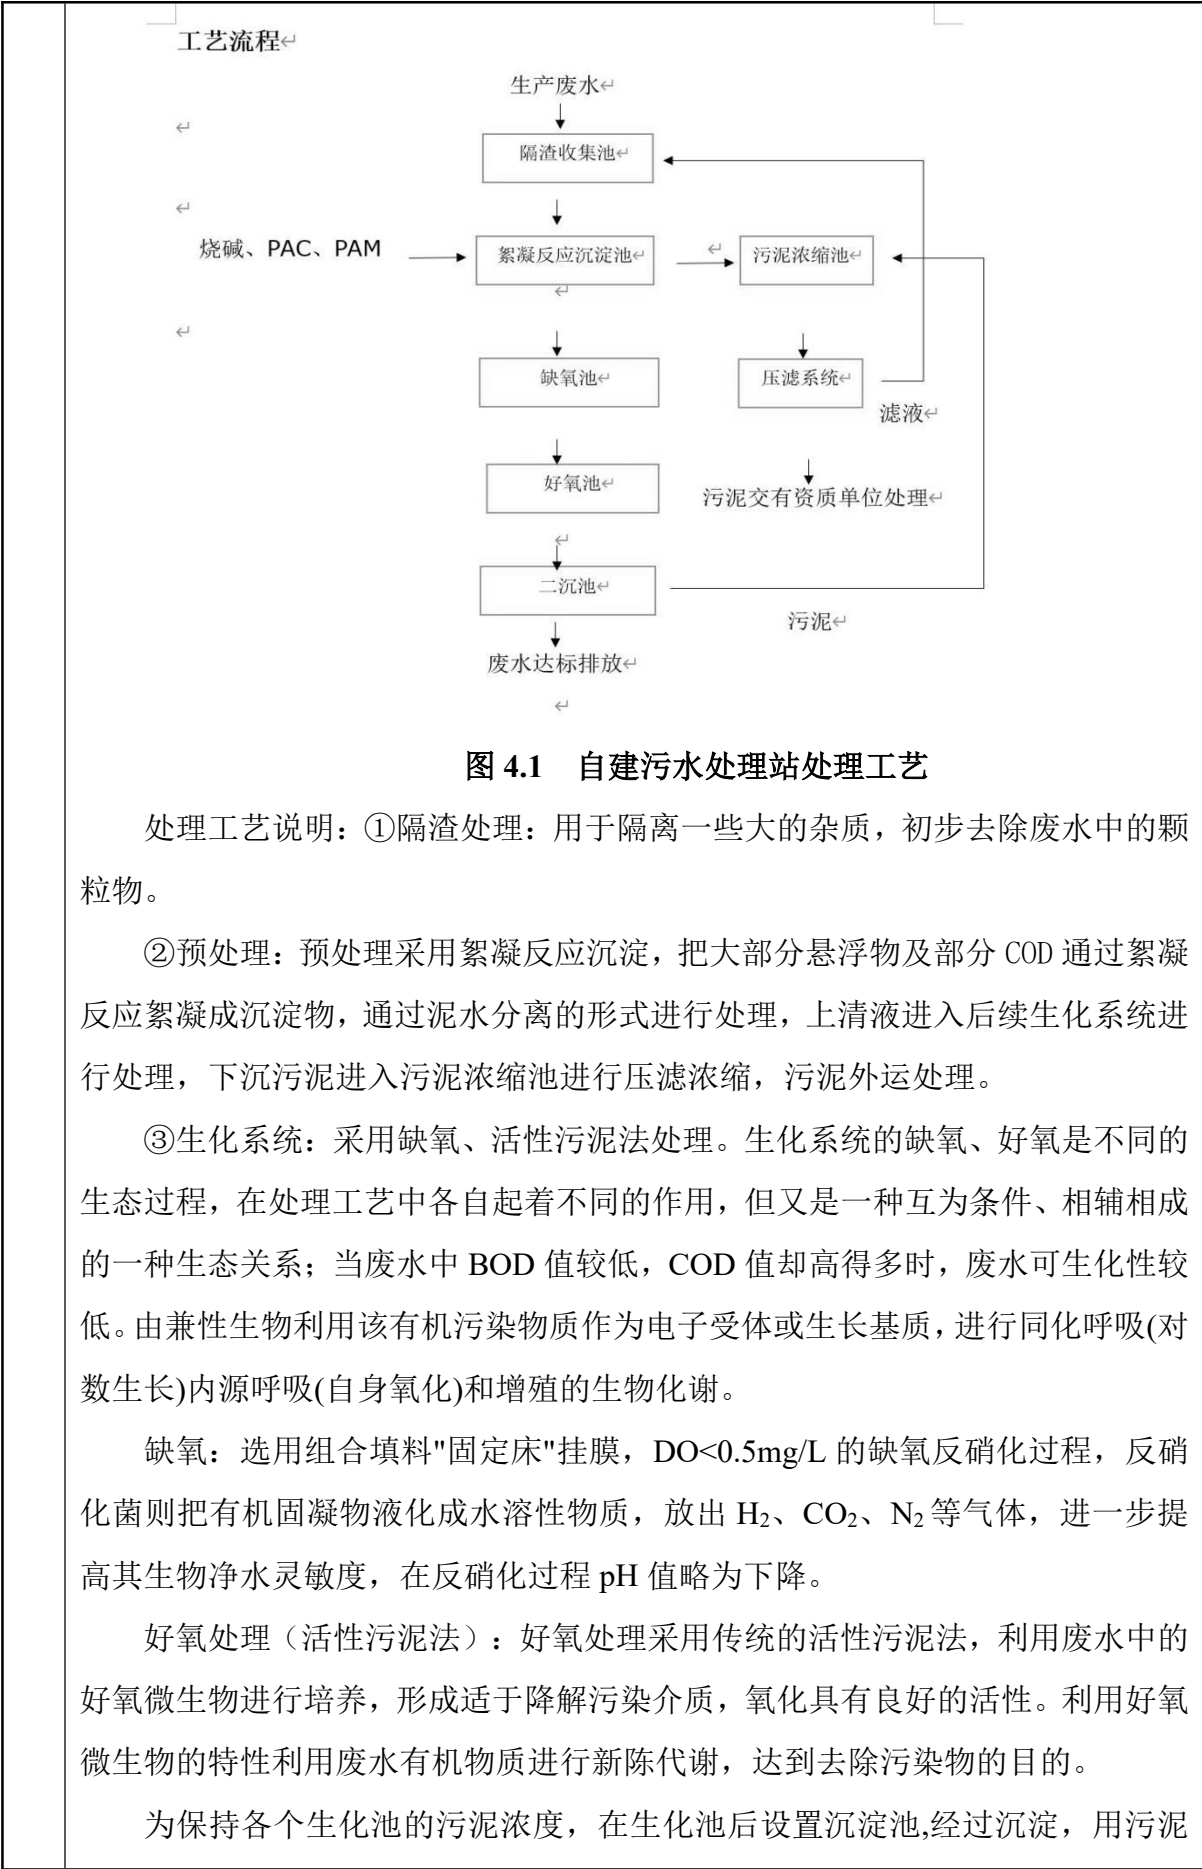 工艺流程
生产废水
隔渣收集池
烧碱、PAC、PAM
絮凝反应沉淀池
污泥浓缩池
缺氧池
压滤系统
滤液
好氧池
污泥交有资质单位处理
二沉池
污泥
废水达标排放
图 4.1 自建污水处理站处理工艺
处理工艺说明：①隔渣处理：用于隔离一些大的杂质，初步去除废水中的颗
粒物。
②预处理：预处理采用絮凝反应沉淀，把大部分悬浮物及部分 COD 通过絮凝
反应絮凝成沉淀物，通过泥水分离的形式进行处理，上清液进入后续生化系统进
行处理，下沉污泥进入污泥浓缩池进行压滤浓缩，污泥外运处理。
③生化系统：采用缺氧、活性污泥法处理。生化系统的缺氧、好氧是不同的
生态过程，在处理工艺中各自起着不同的作用，但又是一种互为条件、相辅相成
的一种生态关系；当废水中 BOD 值较低，COD 值却高得多时，废水可生化性较
低。由兼性生物利用该有机污染物质作为电子受体或生长基质，进行同化呼吸(对
数生长)内源呼吸(自身氧化)和增殖的生物化谢。
缺氧：选用组合填料"固定床"挂膜，DO<0.5mg/L 的缺氧反硝化过程，反硝
化菌则把有机固凝物液化成水溶性物质，放出 H₂、CO₂、N₂ 等气体，进一步提
高其生物净水灵敏度，在反硝化过程 pH 值略为下降。
好氧处理（活性污泥法）：好氧处理采用传统的活性污泥法，利用废水中的
好氧微生物进行培养，形成适于降解污染介质，氧化具有良好的活性。利用好氧
微生物的特性利用废水有机物质进行新陈代谢，达到去除污染物的目的。
为保持各个生化池的污泥浓度，在生化池后设置沉淀池,经过沉淀，用污泥